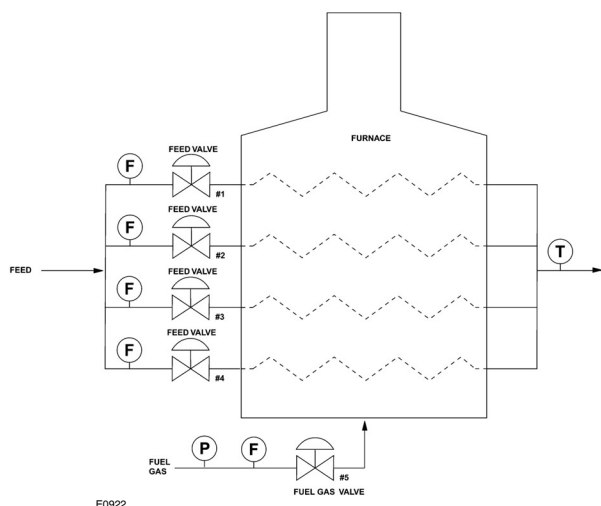 FURNACE
FEED VALVE
F
#1
FEED VALVE
F
#2
FEED
T
FEED VALVE
F
#3
FEED VALVE
F
#4
P
F
FUEL
GAS
#5
FUEL GAS VALVE
E0922